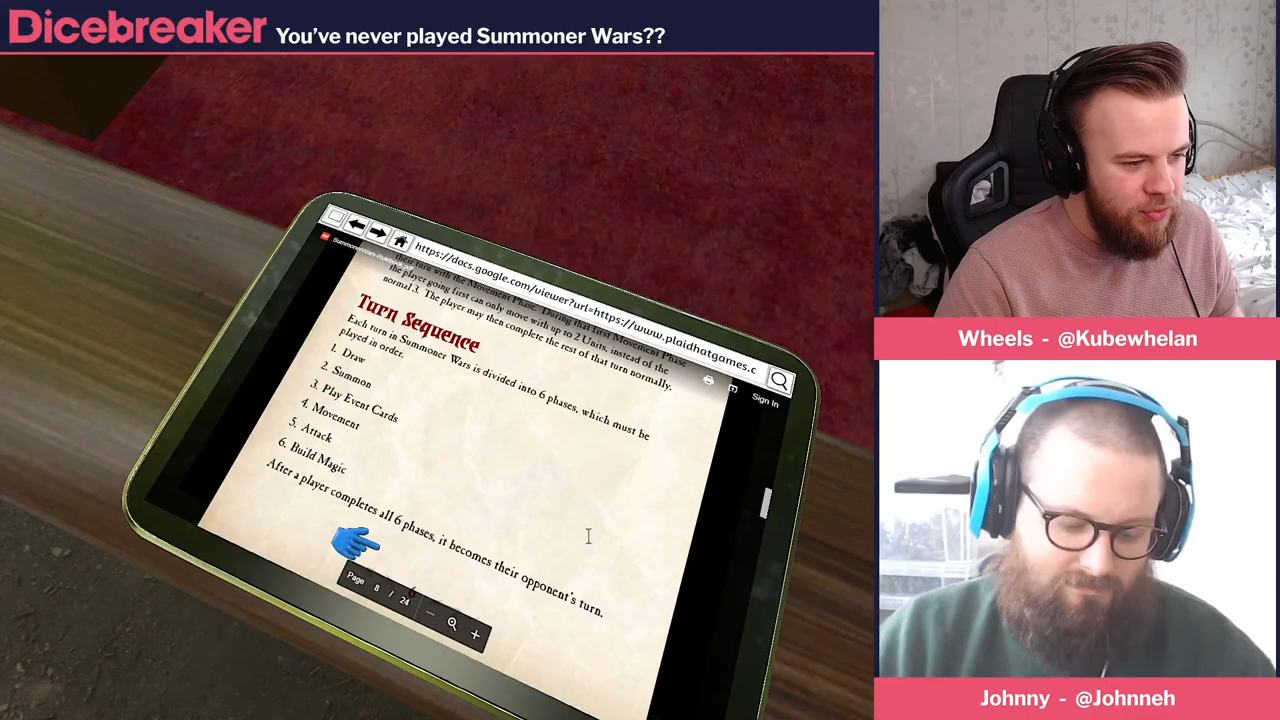 Dicebreaker You've never played Summoner Wars??
https://docs.google.com/viewer?url=https://www.plaidhatgames.c
Sign In
their turn with the Movement Phase. During that first Movement Phase
the player going first can only move with up to 2 Units, instead of the
normal 3. The player may then complete the rest of that turn normally.
Turn Sequence
Each turn in Summoner Wars is divided into 6 phases, which must be
played in order.
1. Draw
2. Summon
3. Play Event Cards
4. Movement
5. Attack
6. Build Magic
After a player completes all 6 phases, it becomes their opponent's turn.
Page 8 / 24
Wheels - @Kubewhelan
Johnny - @Johnneh